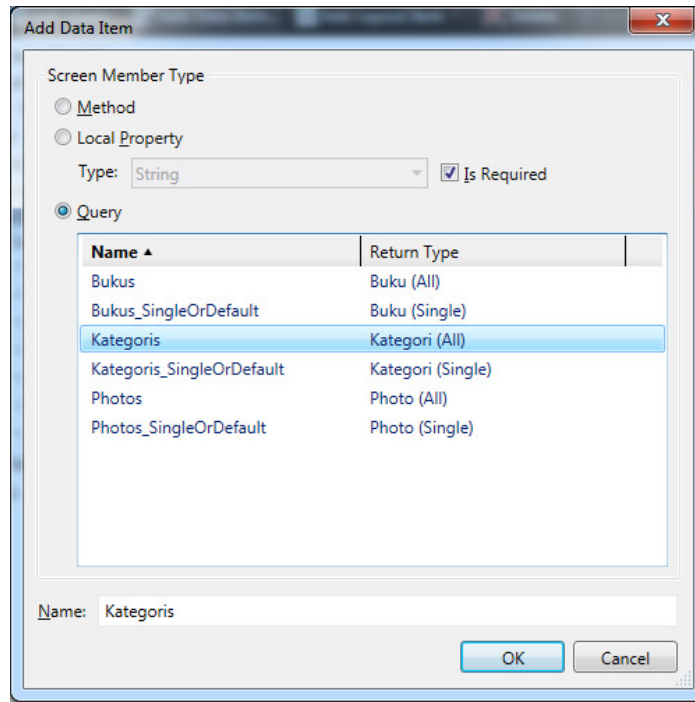 Add Data Item
Screen Member Type
Method
Local Property
Type: String Is Required
Query
Name Return Type
Bukus Buku (All)
Bukus_SingleOrDefault Buku (Single)
Kategoris Kategori (All)
Kategoris_SingleOrDefault Kategori (Single)
Photos Photo (All)
Photos_SingleOrDefault Photo (Single)
Name: Kategoris
OK Cancel